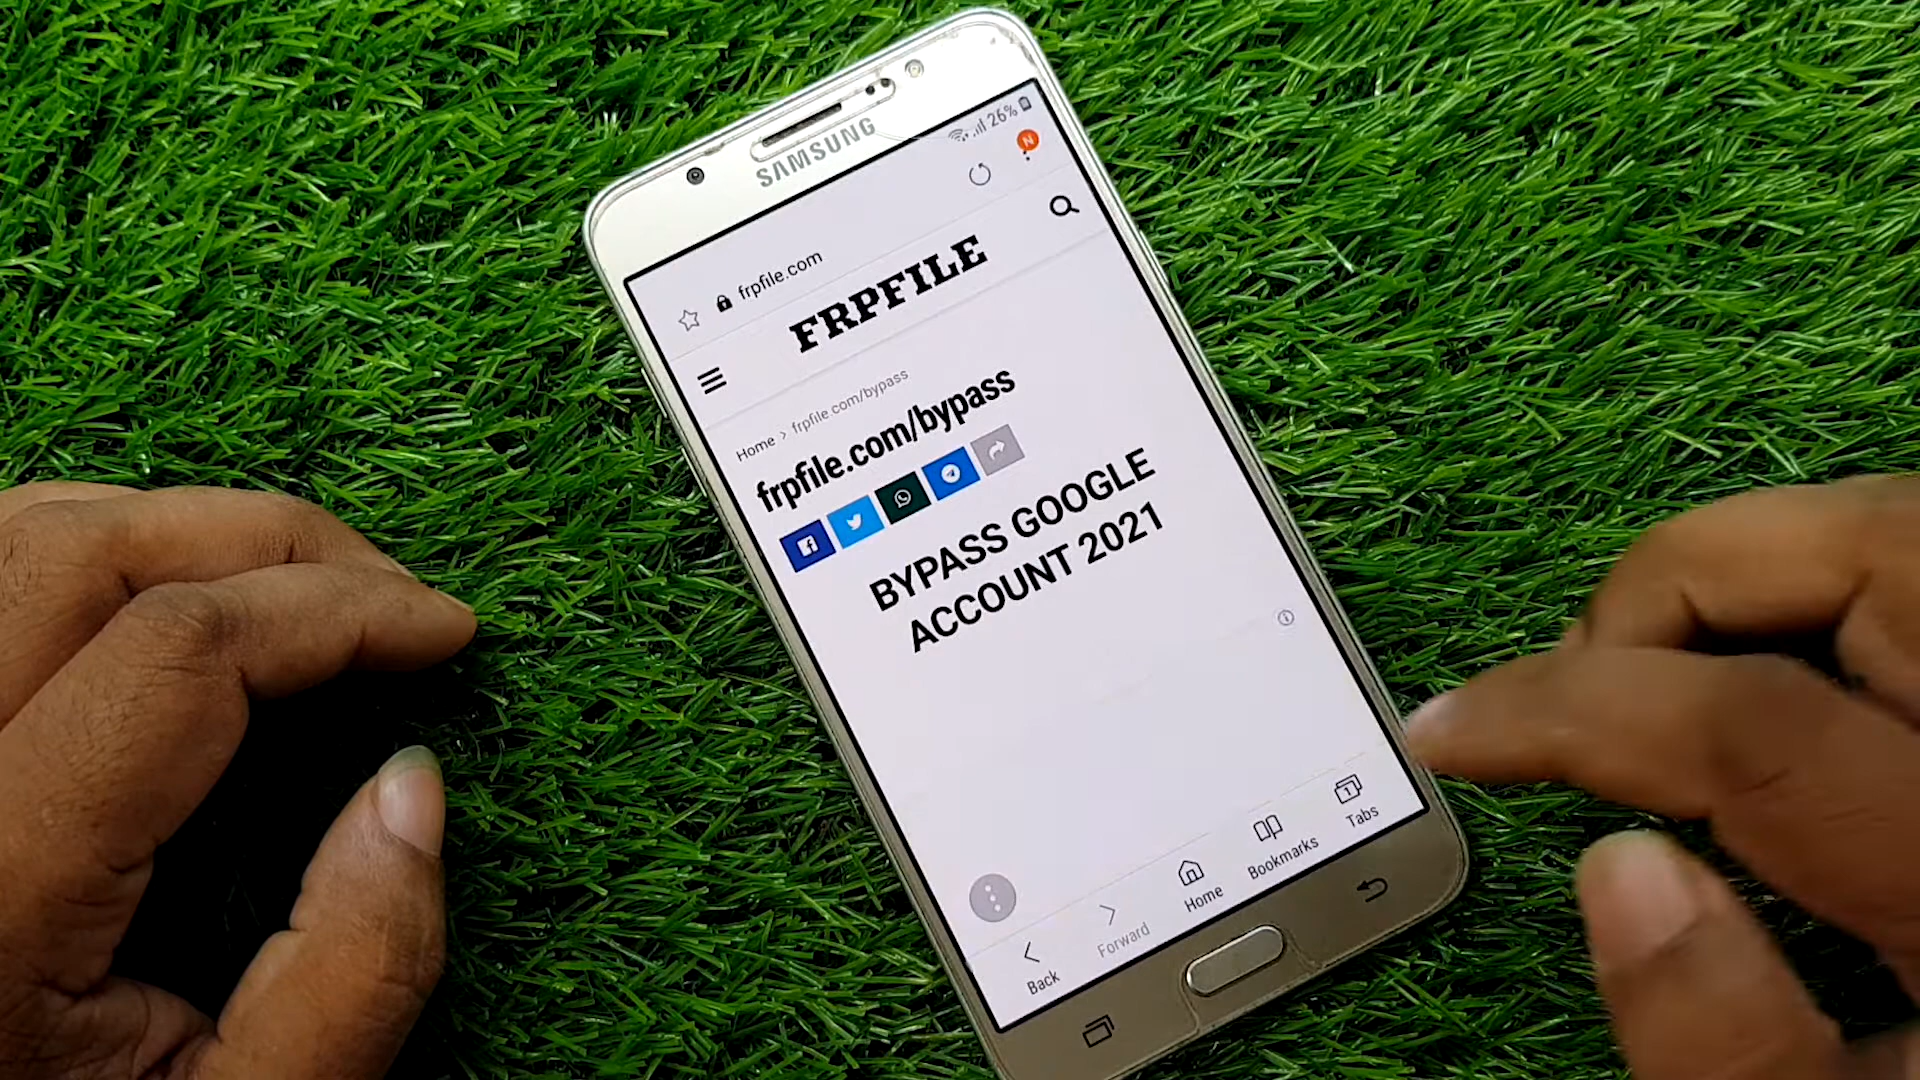 SAMSUNG
26%
N
frpfile.com
FRPFILE
Home > frpfile.com/bypass
frpfile.com/bypass
BYPASS GOOGLE
ACCOUNT 2021
Back
Forward
Home
Bookmarks
1
Tabs